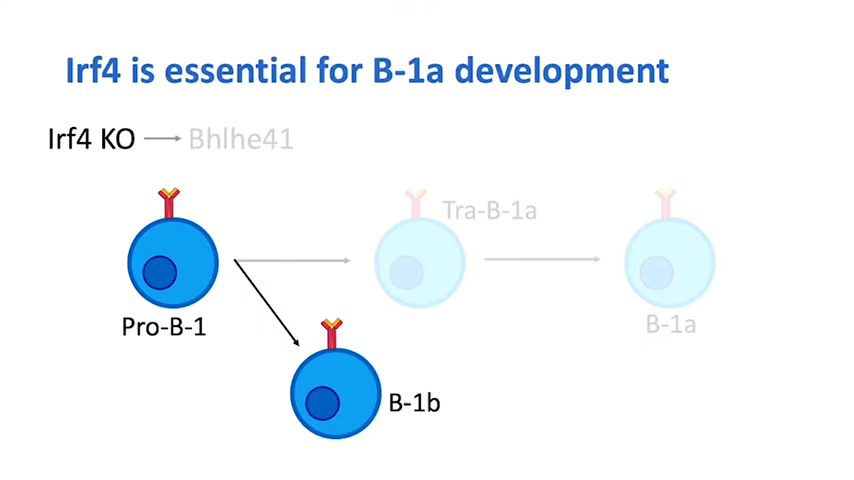 Irf4 is essential for B-1a development
Irf4 KO
Bhlhe41
Tra-B-1a
Pro-B-1
B-1a
B-1b